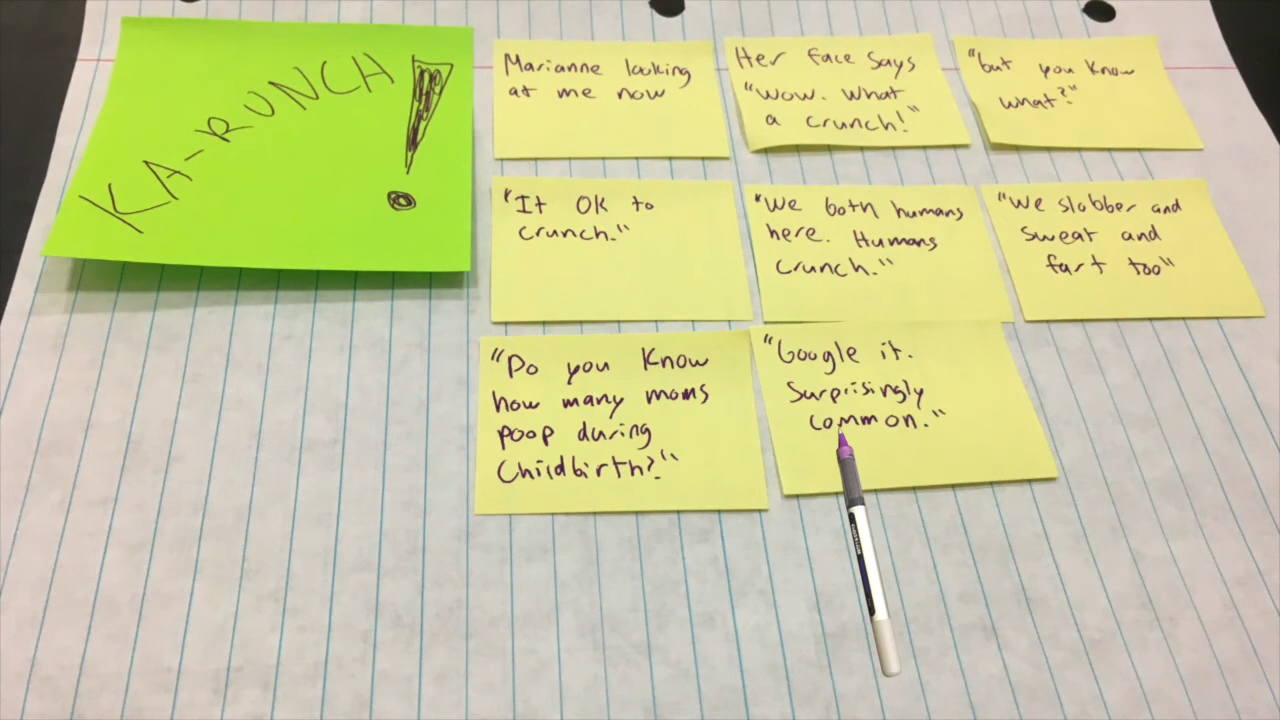 KA-RUNCH!
Marianne looking
at me now
Her face says
"Wow. What
a crunch!"
"but you know
what?"
"It OK to
crunch."
"We both humans
here. Humans
crunch."
"We slobber and
sweat and
fart too"
"Do you know
how many moms
poop during
Childbirth?"
"Google it.
Surprisingly
common."